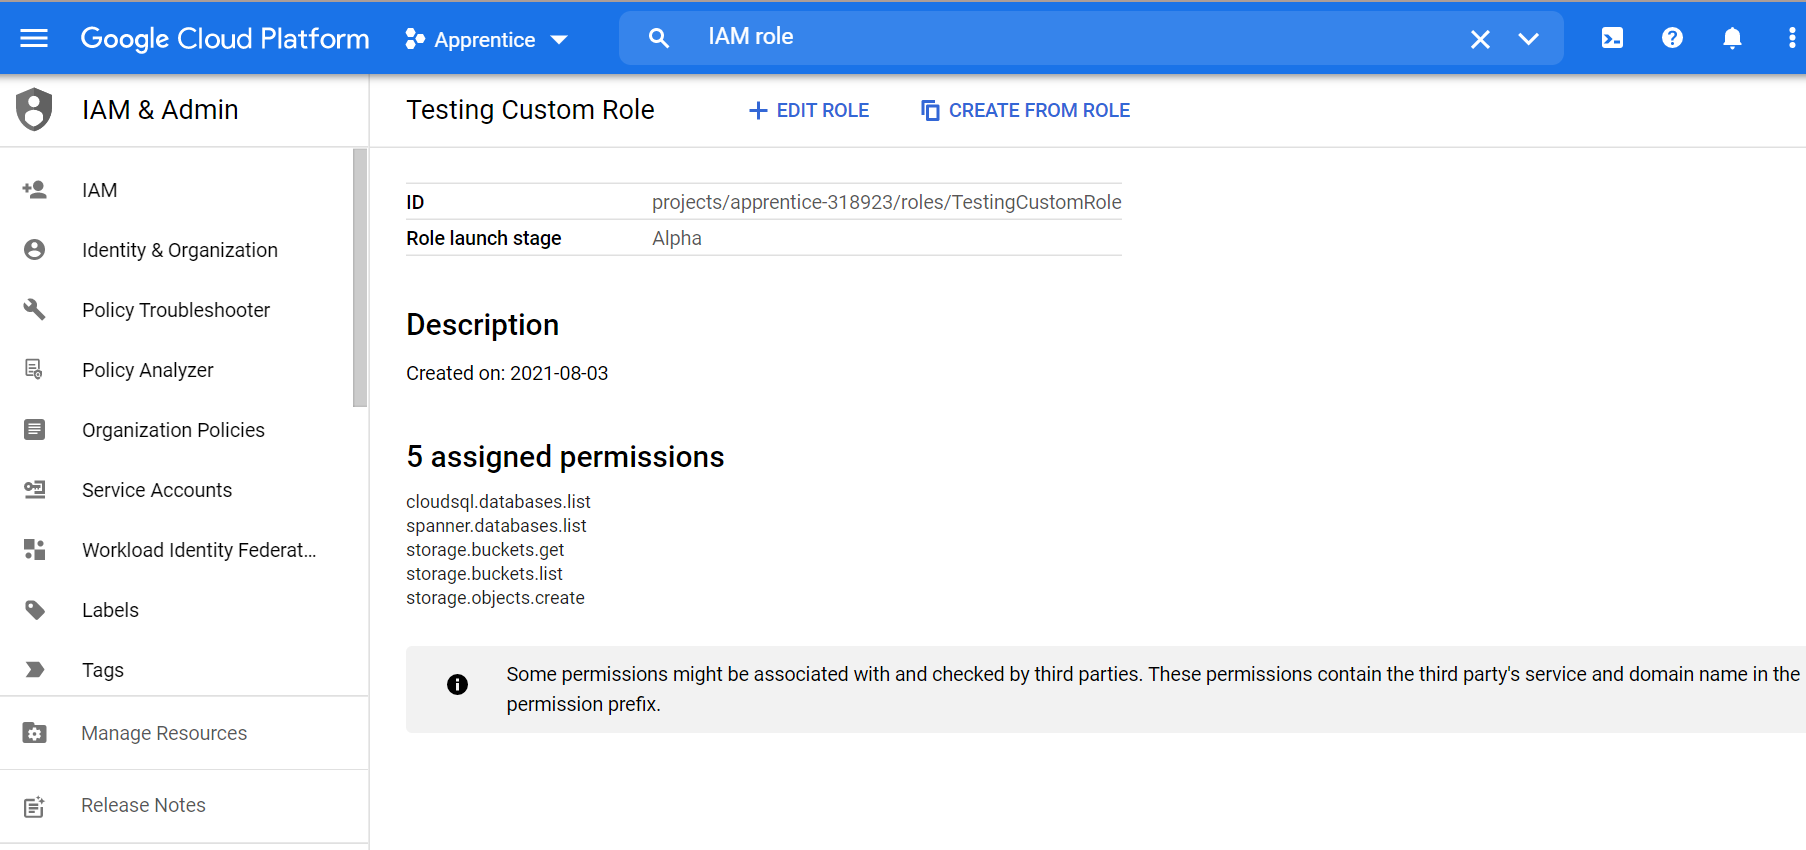 Google Cloud Platform
Apprentice
IAM role
IAM & Admin
Testing Custom Role
EDIT ROLE
CREATE FROM ROLE
IAM
Identity & Organization
Policy Troubleshooter
Policy Analyzer
Organization Policies
Service Accounts
Workload Identity Federat...
Labels
Tags
Manage Resources
Release Notes
ID projects/apprentice-318923/roles/TestingCustomRole
Role launch stage Alpha
Description
Created on: 2021-08-03
5 assigned permissions
cloudsql.databases.list
spanner.databases.list
storage.buckets.get
storage.buckets.list
storage.objects.create
Some permissions might be associated with and checked by third parties. These permissions contain the third party's service and domain name in the
permission prefix.